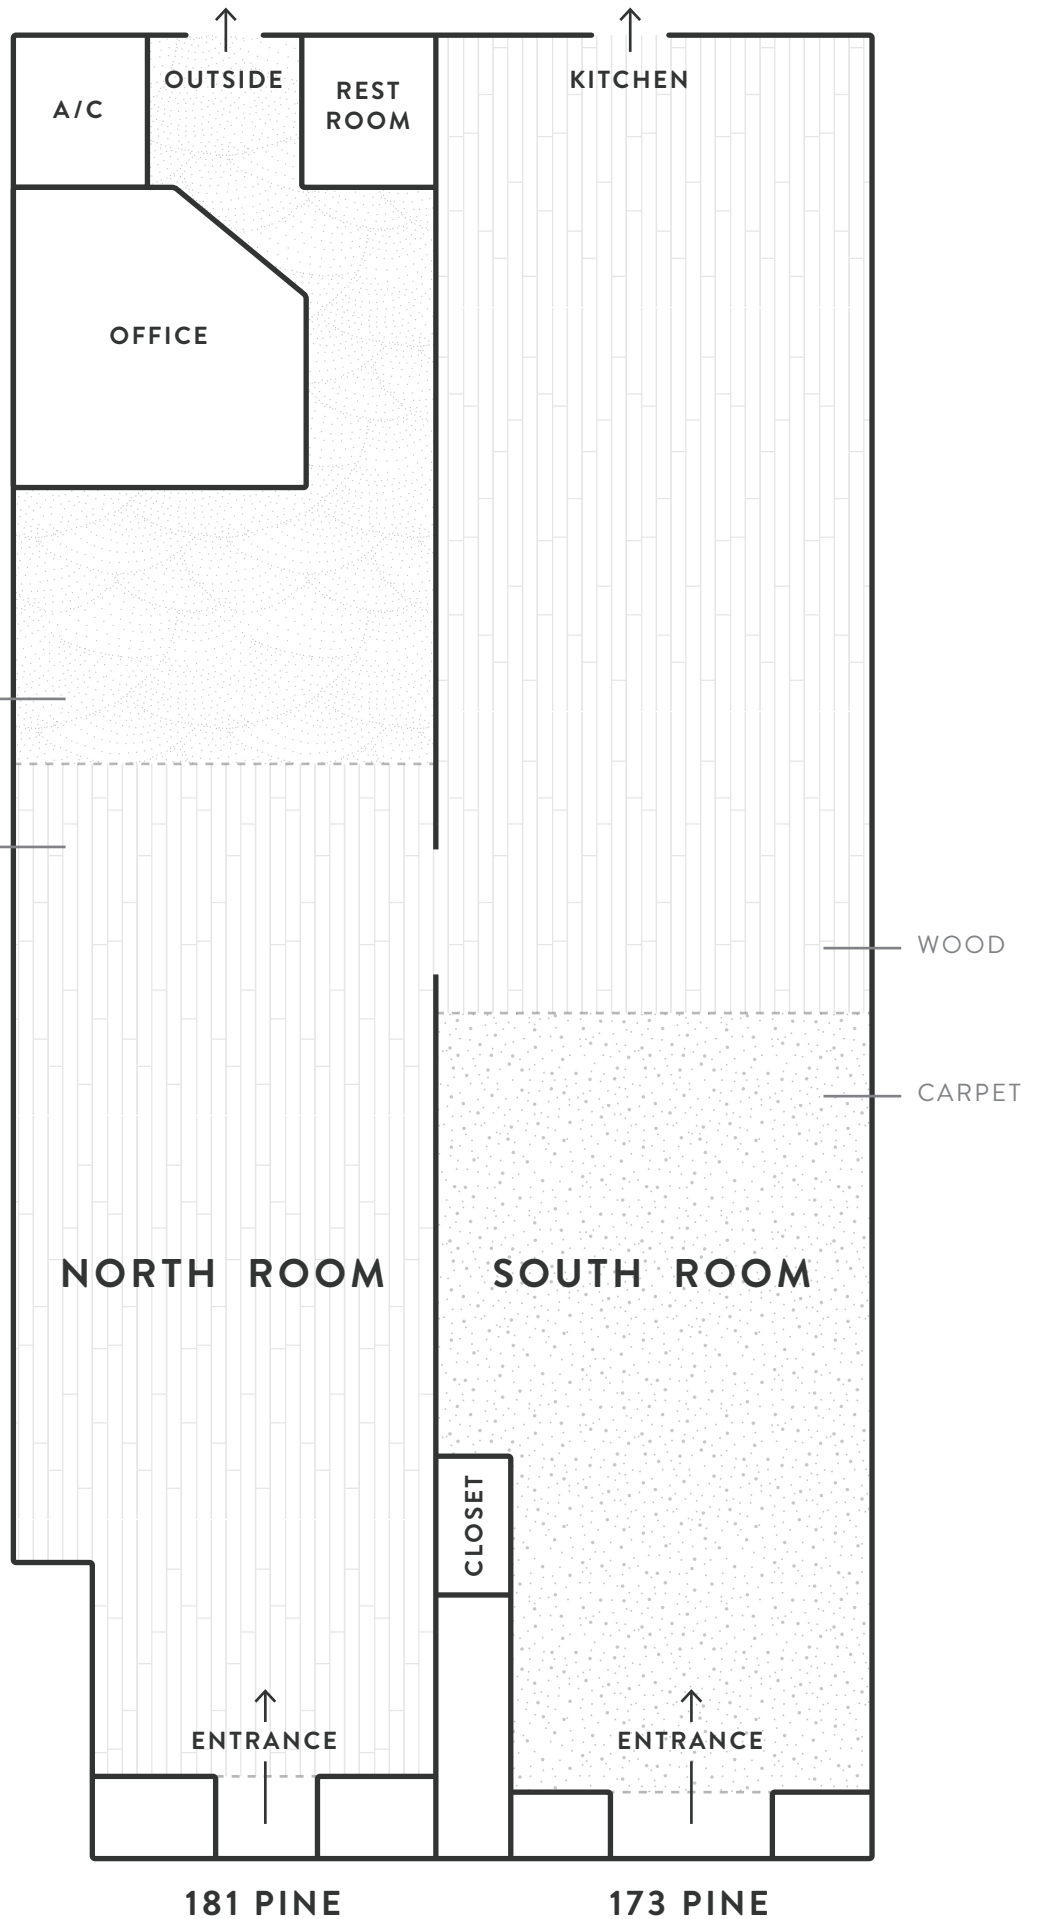 OUTSIDE
KITCHEN
A/C
REST
ROOM
OFFICE
WOOD
CARPET
NORTH ROOM
SOUTH ROOM
CLOSET
ENTRANCE
ENTRANCE
181 PINE
173 PINE